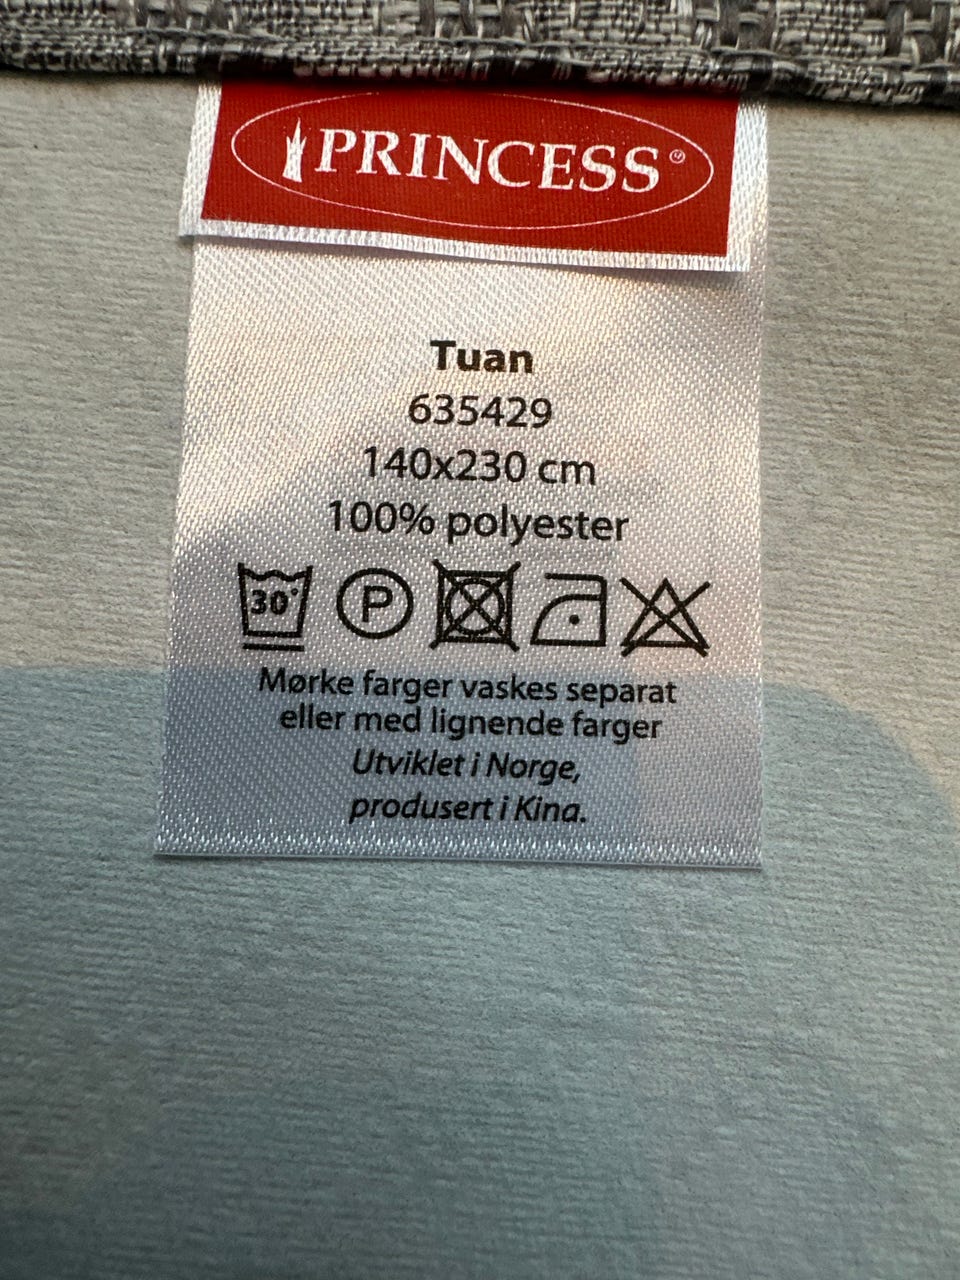 PRINCESS®
Tuan
635429
140x230 cm
100% polyester
30° P
Mørke farger vaskes separat
eller med lignende farger
Utviklet i Norge,
produsert i Kina.